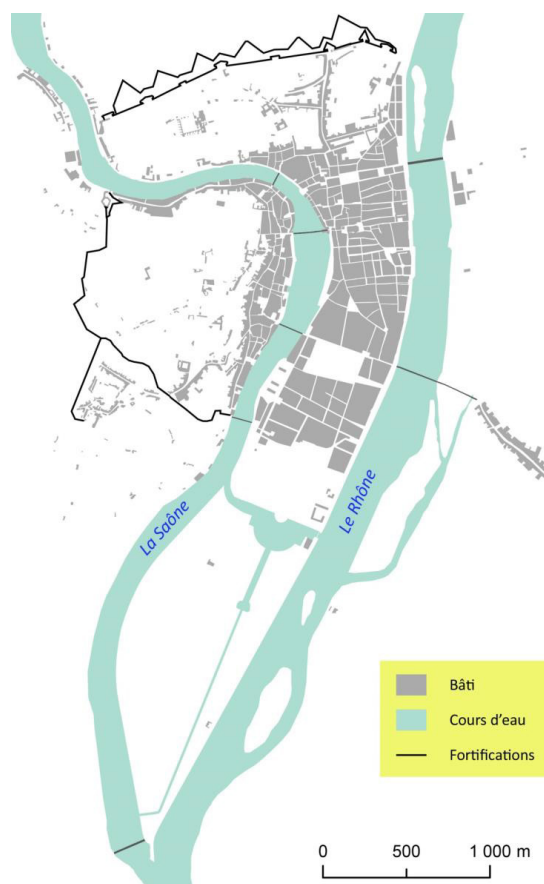 La Saône
Le Rhône
Bâti
Cours d'eau
Fortifications
0 500 1 000 m